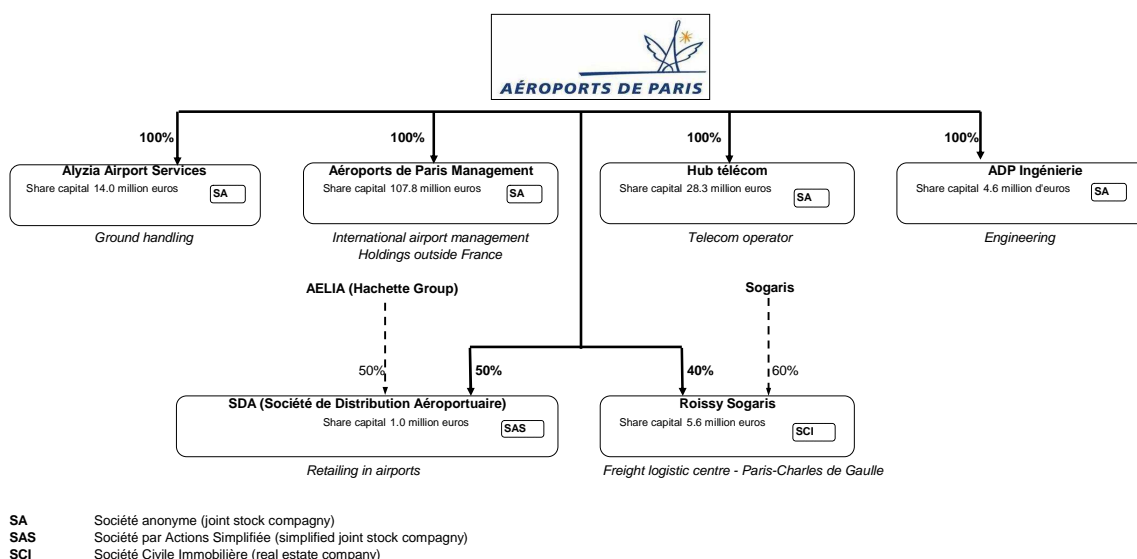 AÉROPORTS DE PARIS
100% 100% 100% 100%
Alyzia Airport Services
Share capital 14.0 million euros
SA
Ground handling
Aéroports de Paris Management
Share capital 107.8 million euros
SA
International airport management
Holdings outside France
Hub télécom
Share capital 28.3 million euros
SA
Telecom operator
ADP Ingénierie
Share capital 4.6 million d'euros
SA
Engineering
AELIA (Hachette Group)
Sogaris
50% 50% 40% 60%
SDA (Société de Distribution Aéroportuaire)
Share capital 1.0 million euros
SAS
Retailing in airports
Roissy Sogaris
Share capital 5.6 million euros
SCI
Freight logistic centre - Paris-Charles de Gaulle
SA Société anonyme (joint stock compagny)
SAS Société par Actions Simplifiée (simplified joint stock compagny)
SCI Société Civile Immobilière (real estate company)